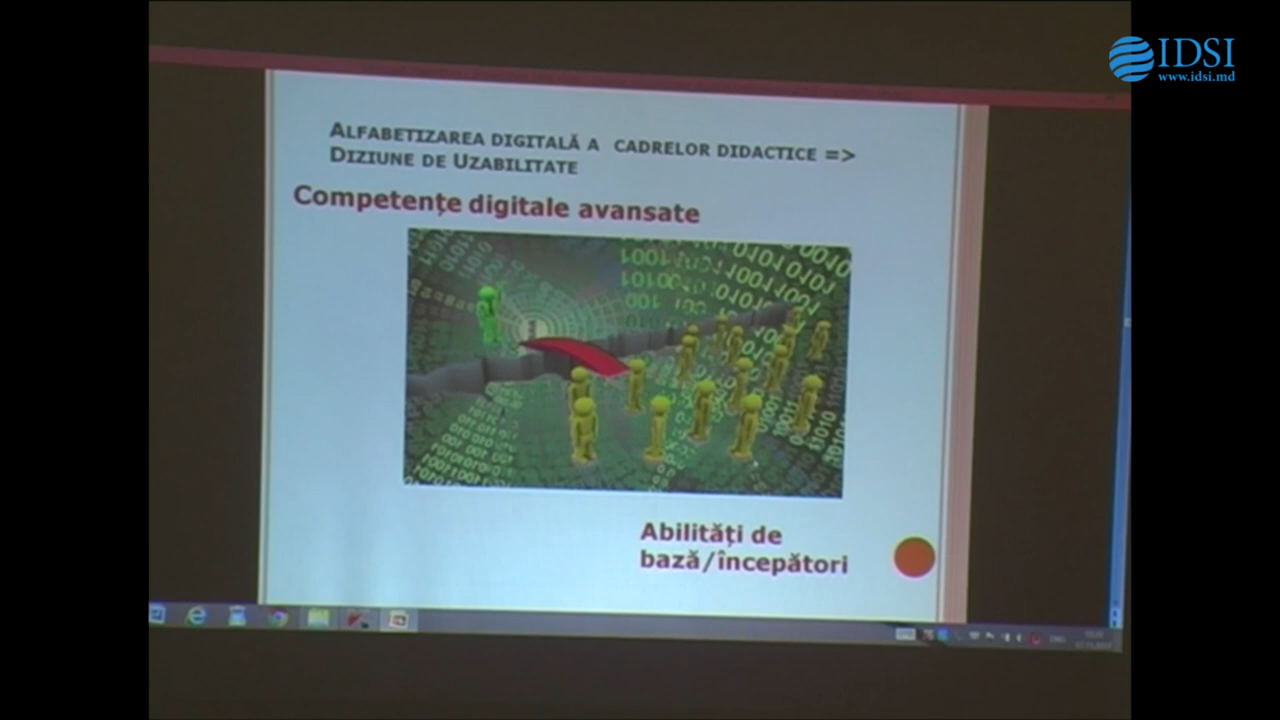 IDSI
www.idsi.md
ALFABETIZAREA DIGITALĂ A CADRELOR DIDACTICE =>
DIZIUNE DE UZABILITATE
Competențe digitale avansate
Abilități de
bază/începători